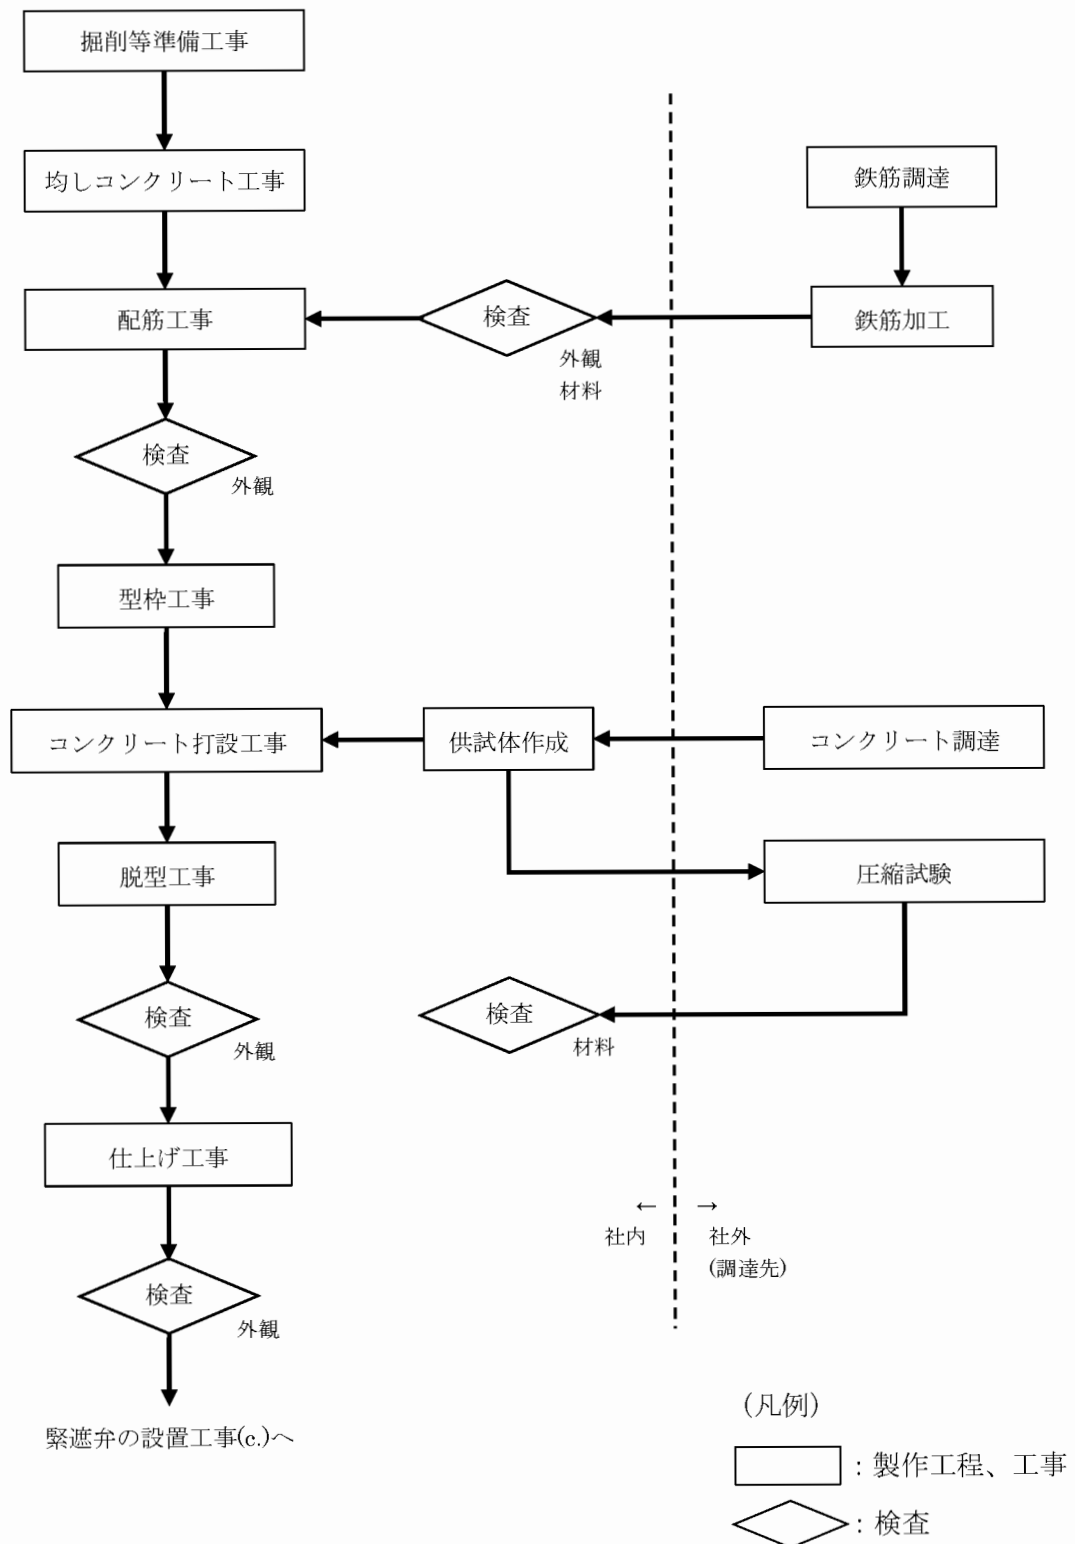 掘削等準備工事
均しコンクリート工事
鉄筋調達
配筋工事
検査
外観
材料
鉄筋加工
検査
外観
型枠工事
コンクリート打設工事
供試体作成
コンクリート調達
脱型工事
圧縮試験
検査
外観
検査
材料
仕上げ工事
← →
社内 社外
(調達先)
検査
外観
緊遮弁の設置工事(c.)へ
(凡例)
：製作工程、工事
：検査